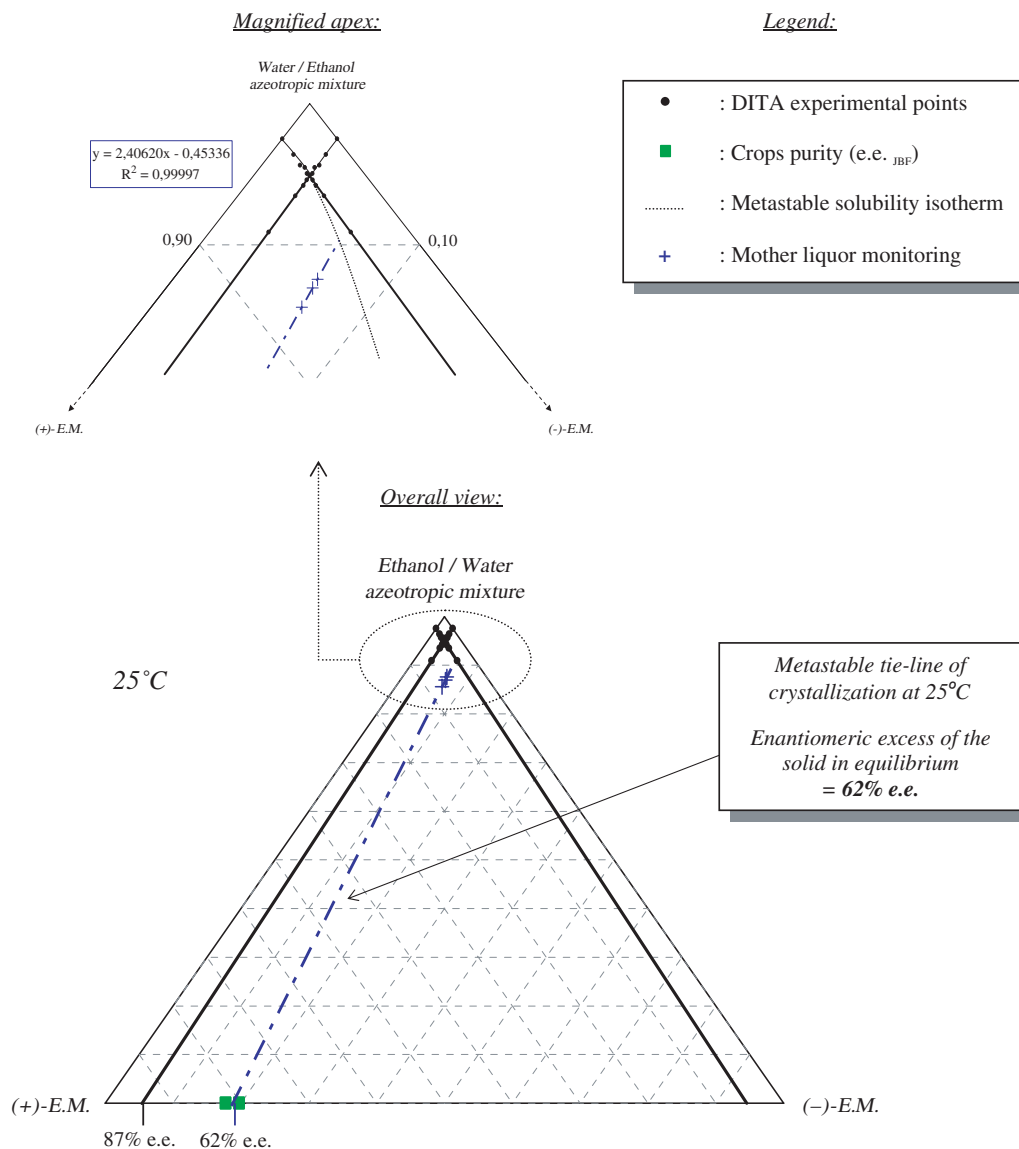 Magnified apex:
Legend:
Water / Ethanol
azeotropic mixture
y = 2,40620x - 0,45336
R² = 0,99997
0,90
0,10
(+)-E.M.
(-)-E.M.
: DITA experimental points
: Crops purity (e.e. JBF)
: Metastable solubility isotherm
: Mother liquor monitoring
Overall view:
Ethanol / Water
azeotropic mixture
25°C
Metastable tie-line of
crystallization at 25°C
Enantiomeric excess of the
solid in equilibrium
= 62% e.e.
(+)-E.M.
(–)-E.M.
87% e.e.
62% e.e.